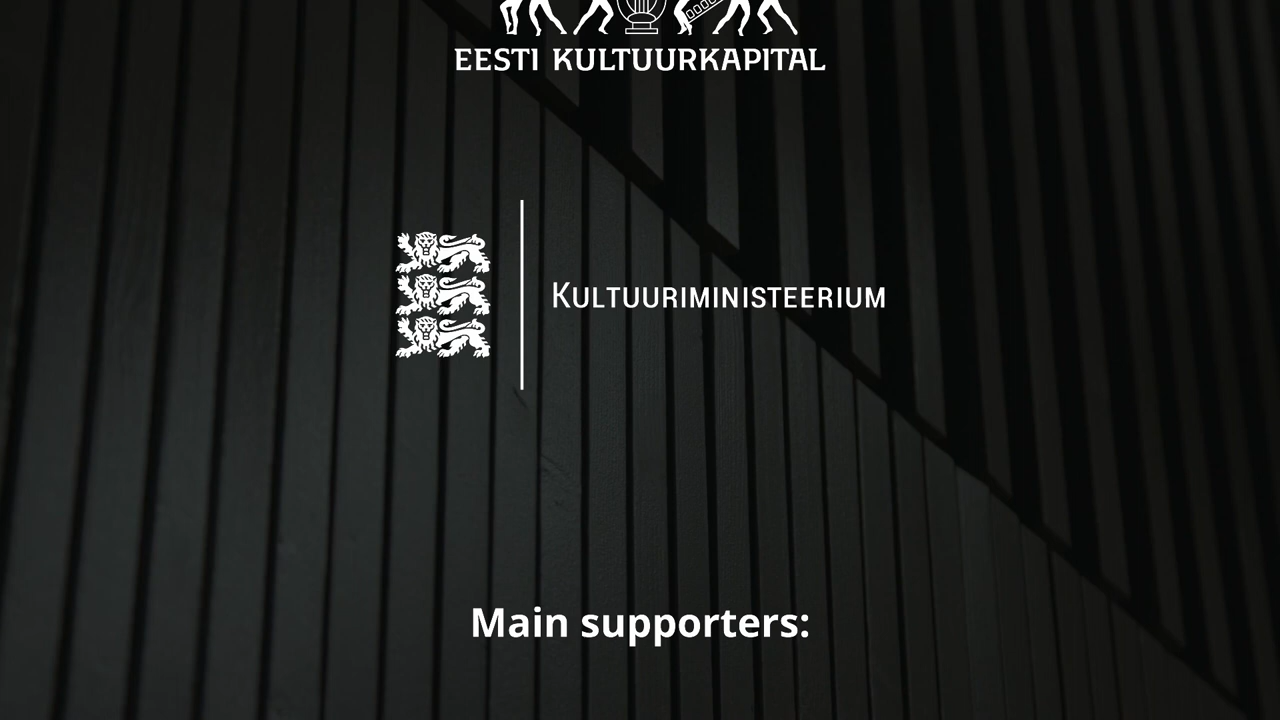 EESTI KULTUURKAPITAL
KULTUURIMINISTEERIUM
Main supporters: